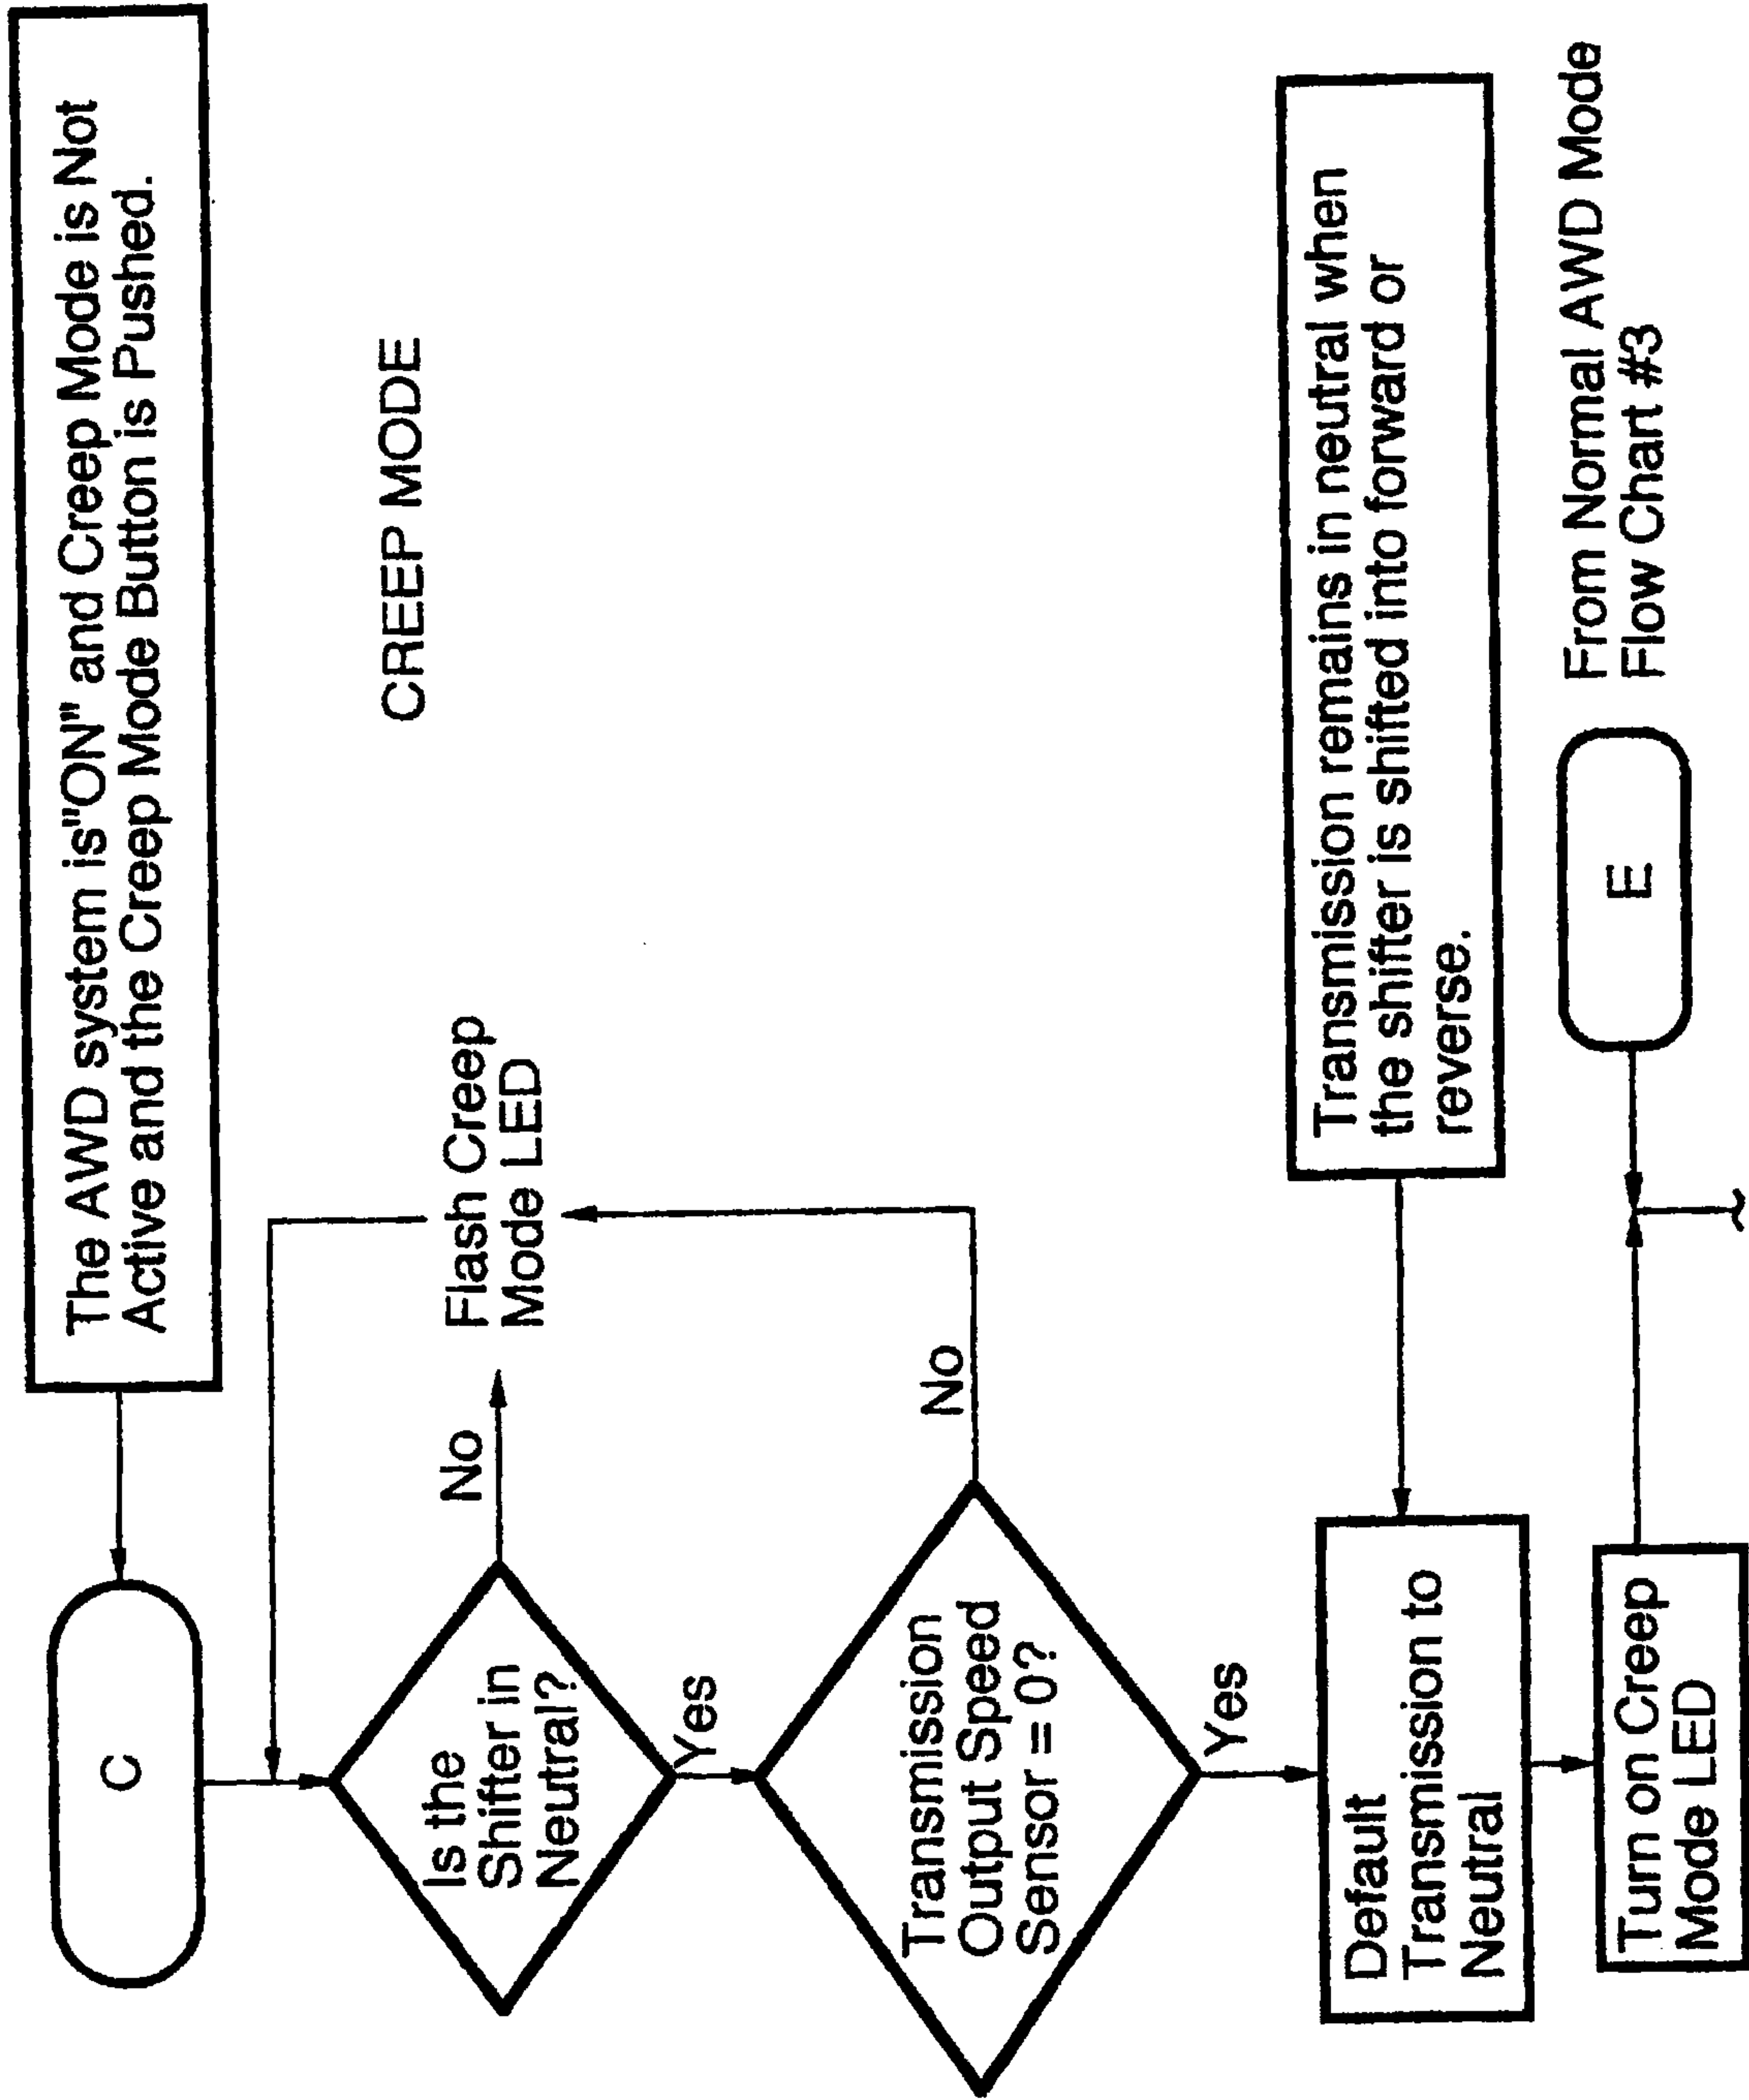 The AWD system is"ON" and Creep Mode is Not
Active and the Creep Mode Button is Pushed.
C
CREEP MODE
Is the
Shifter in
Neutral?
No
Flash Creep
Mode LED
Yes
Transmission
Output Speed
Sensor = 0?
No
Yes
Default
Transmission to
Neutral
Transmission remains in neutral when
the shifter is shifted into forward or
reverse.
Turn on Creep
Mode LED
E
From Normal AWD Mode
Flow Chart #3